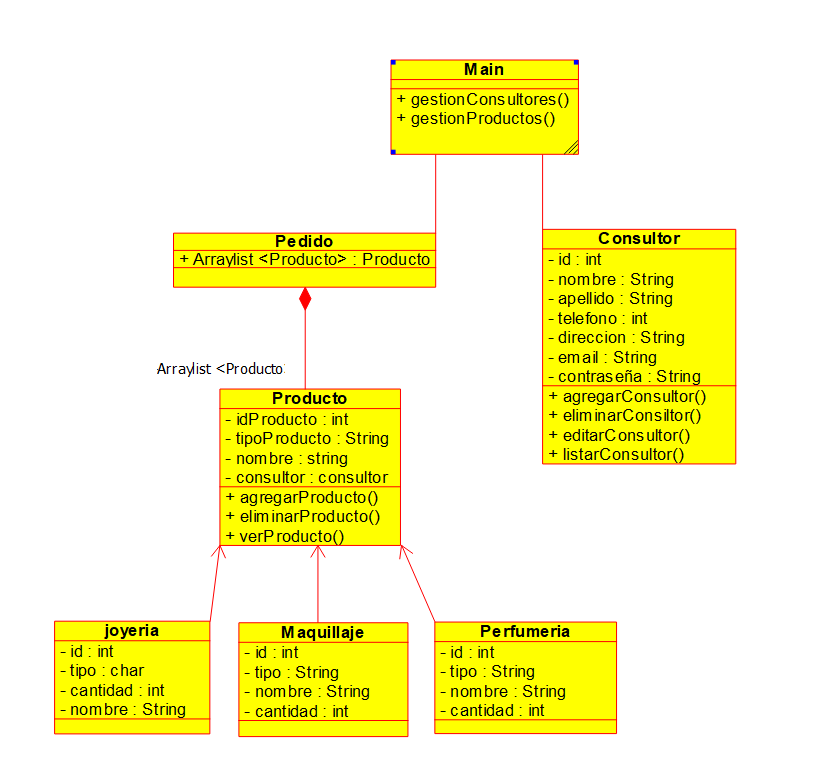 Main
+ gestionConsultores()
+ gestionProductos()
Pedido
+ Arraylist <Producto> : Producto
Consultor
- id : int
- nombre : String
- apellido : String
- telefono : int
- direccion : String
- email : String
- contraseña : String
+ agregarConsultor()
+ eliminarConsiltor()
+ editarConsultor()
+ listarConsultor()
Arraylist <Producto
Producto
- idProducto : int
- tipoProducto : String
- nombre : string
- consultor : consultor
+ agregarProducto()
+ eliminarProducto()
+ verProducto()
joyeria
- id : int
- tipo : char
- cantidad : int
- nombre : String
Maquillaje
- id : int
- tipo : String
- nombre : String
- cantidad : int
Perfumeria
- id : int
- tipo : String
- nombre : String
- cantidad : int